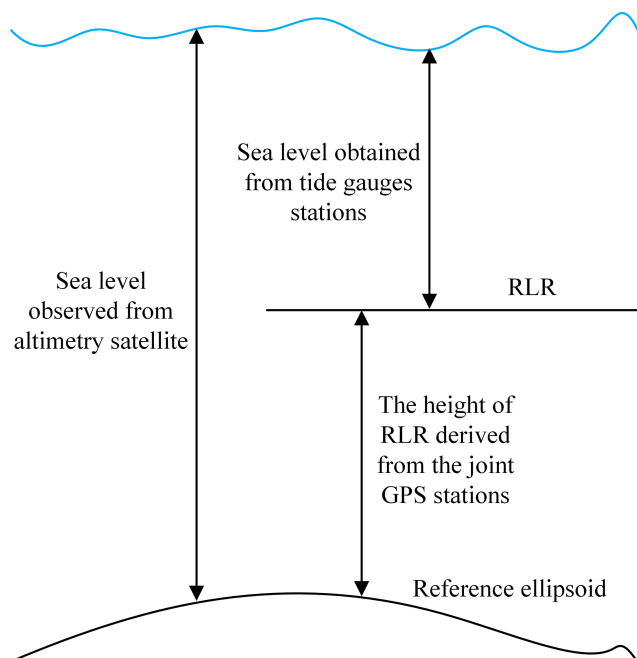 Sea level obtained
from tide gauges
stations
Sea level
observed from
altimetry satellite
RLR
The height of
RLR derived
from the joint
GPS stations
Reference ellipsoid